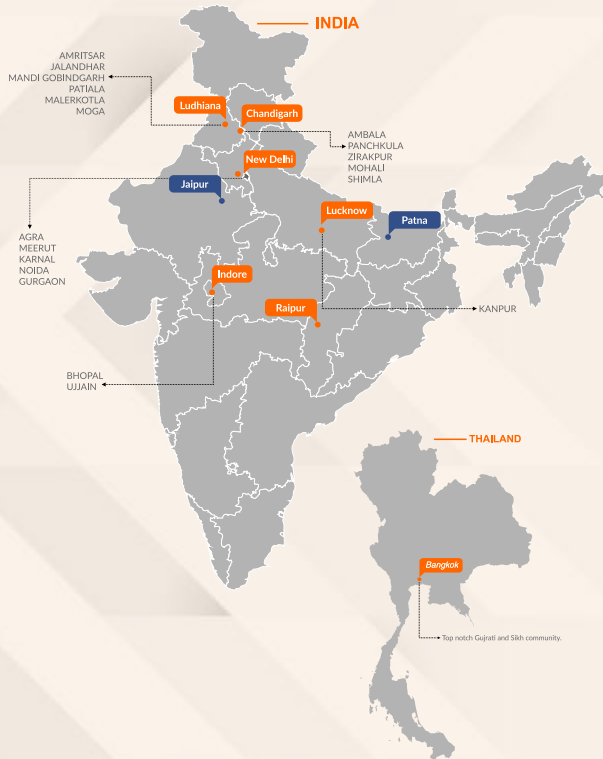 INDIA
AMRITSAR
JALANDHAR
MANDI GOBINDGARH
PATIALA
MALERKOTLA
MOGA
Ludhiana
Chandigarh
AMBALA
PANCHKULA
ZIRAKPUR
MOHALI
SHIMLA
New Delhi
Jaipur
Lucknow
Patna
AGRA
MEERUT
KARNAL
NOIDA
GURGAON
Indore
Raipur
KANPUR
BHOPAL
UJJAIN
THAILAND
Bangkok
Top notch Gujrati and Sikh community.